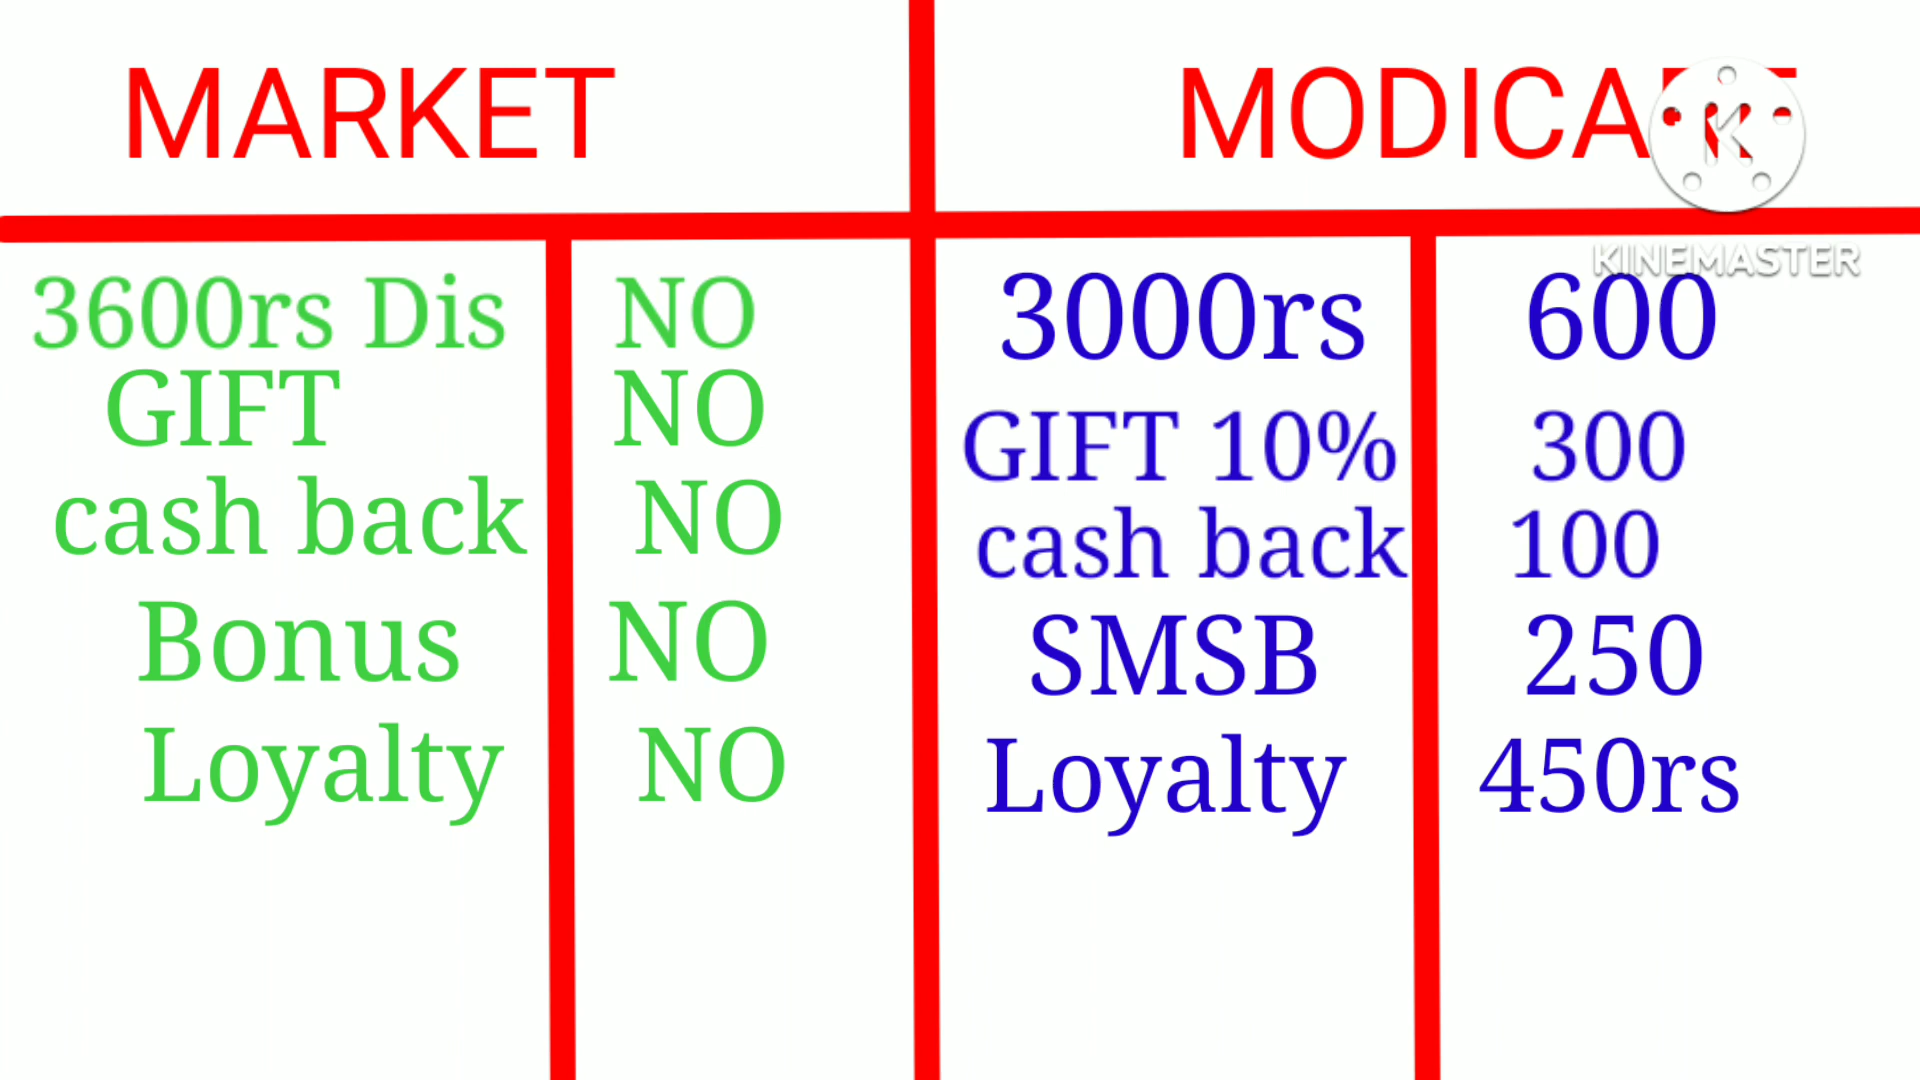 MARKET
MODICARE
3600rs Dis NO
GIFT NO
cash back NO
Bonus NO
Loyalty NO
3000rs 600
GIFT 10% 300
cash back 100
SMSB 250
Loyalty 450rs
K
KINEMASTER